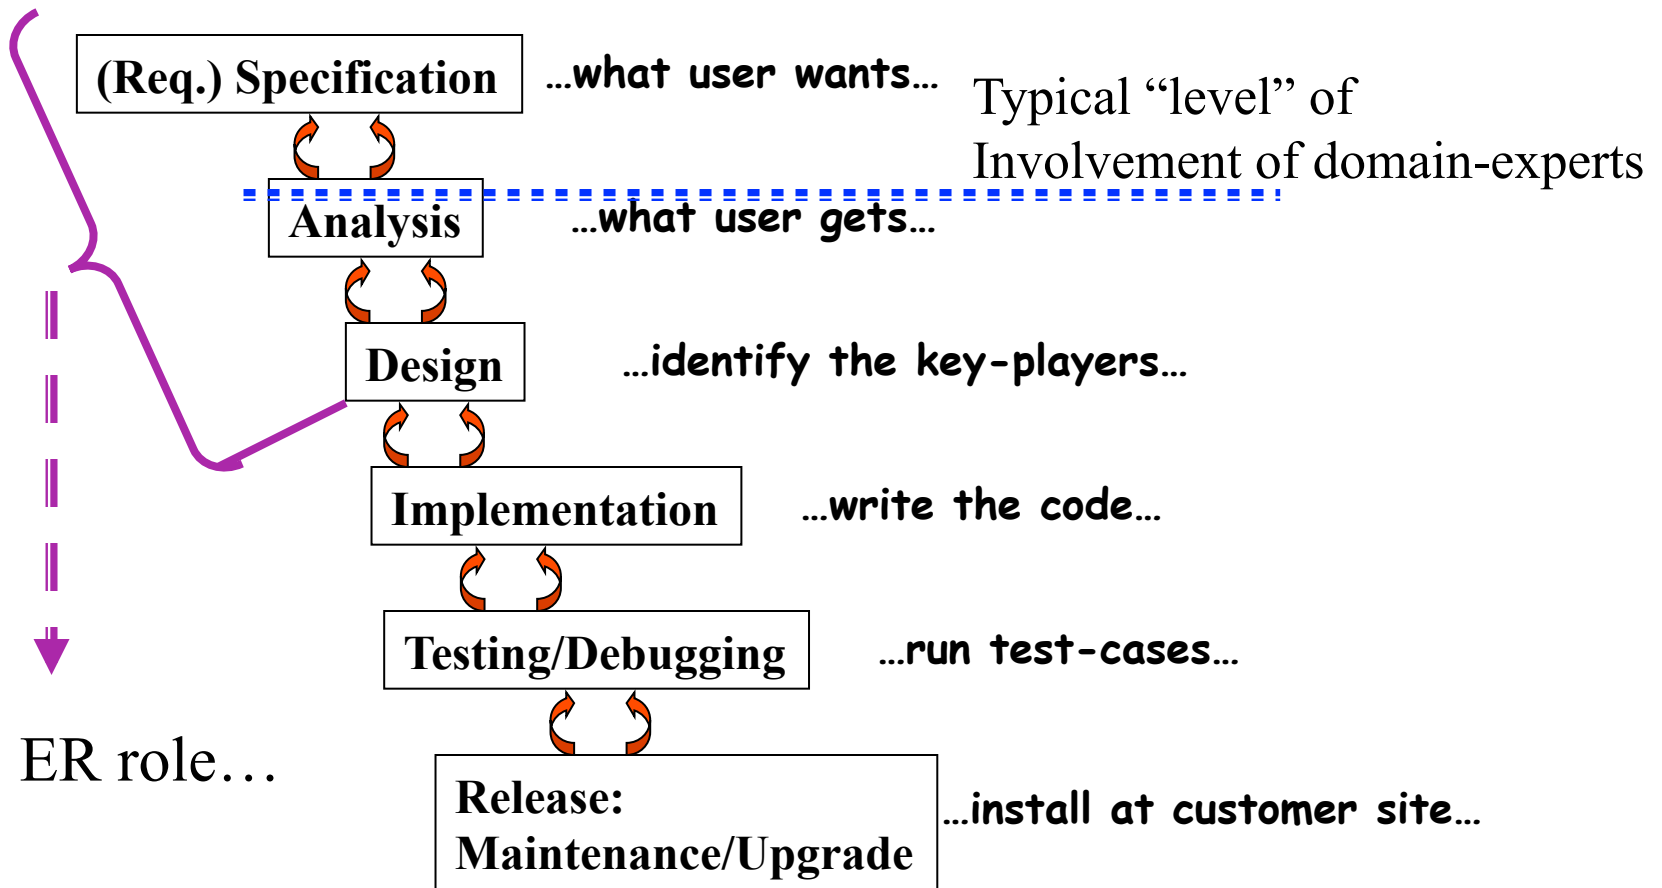 (Req.) Specification
…what user wants…
Typical “level” of
Involvement of domain-experts
Analysis
…what user gets…
Design
…identify the key-players…
Implementation
…write the code…
Testing/Debugging
…run test-cases…
ER role…
Release:
Maintenance/Upgrade
…install at customer site…